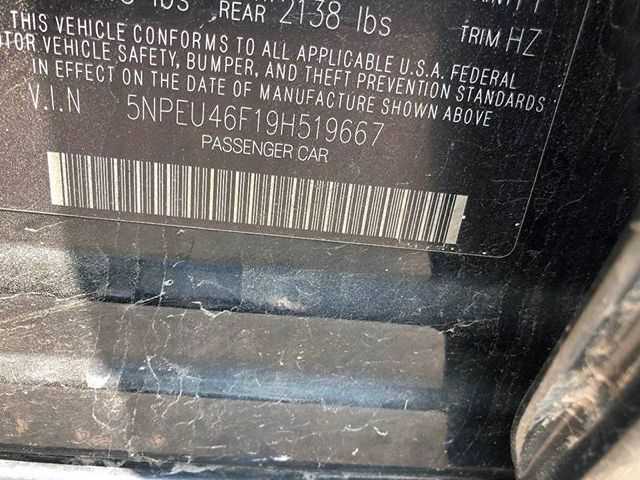 lbs
REAR 2138 lbs
TRIM HZ
THIS VEHICLE CONFORMS TO ALL APPLICABLE U.S.A. FEDERAL
MOTOR VEHICLE SAFETY, BUMPER, AND THEFT PREVENTION STANDARDS
IN EFFECT ON THE DATE OF MANUFACTURE SHOWN ABOVE
V.I.N 5NPEU46F19H519667
PASSENGER CAR